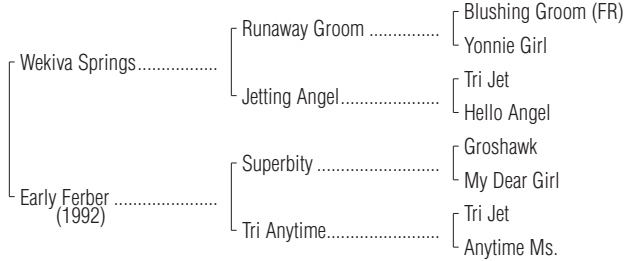 Blushing Groom (FR)
Runaway Groom ................
Yonnie Girl
Wekiva Springs..................
Tri Jet
Jetting Angel......................
Hello Angel
Groshawk
Superbity ...........................
My Dear Girl
Early Ferber .......................
(1992)
Tri Jet
Tri Anytime.........................
Anytime Ms.